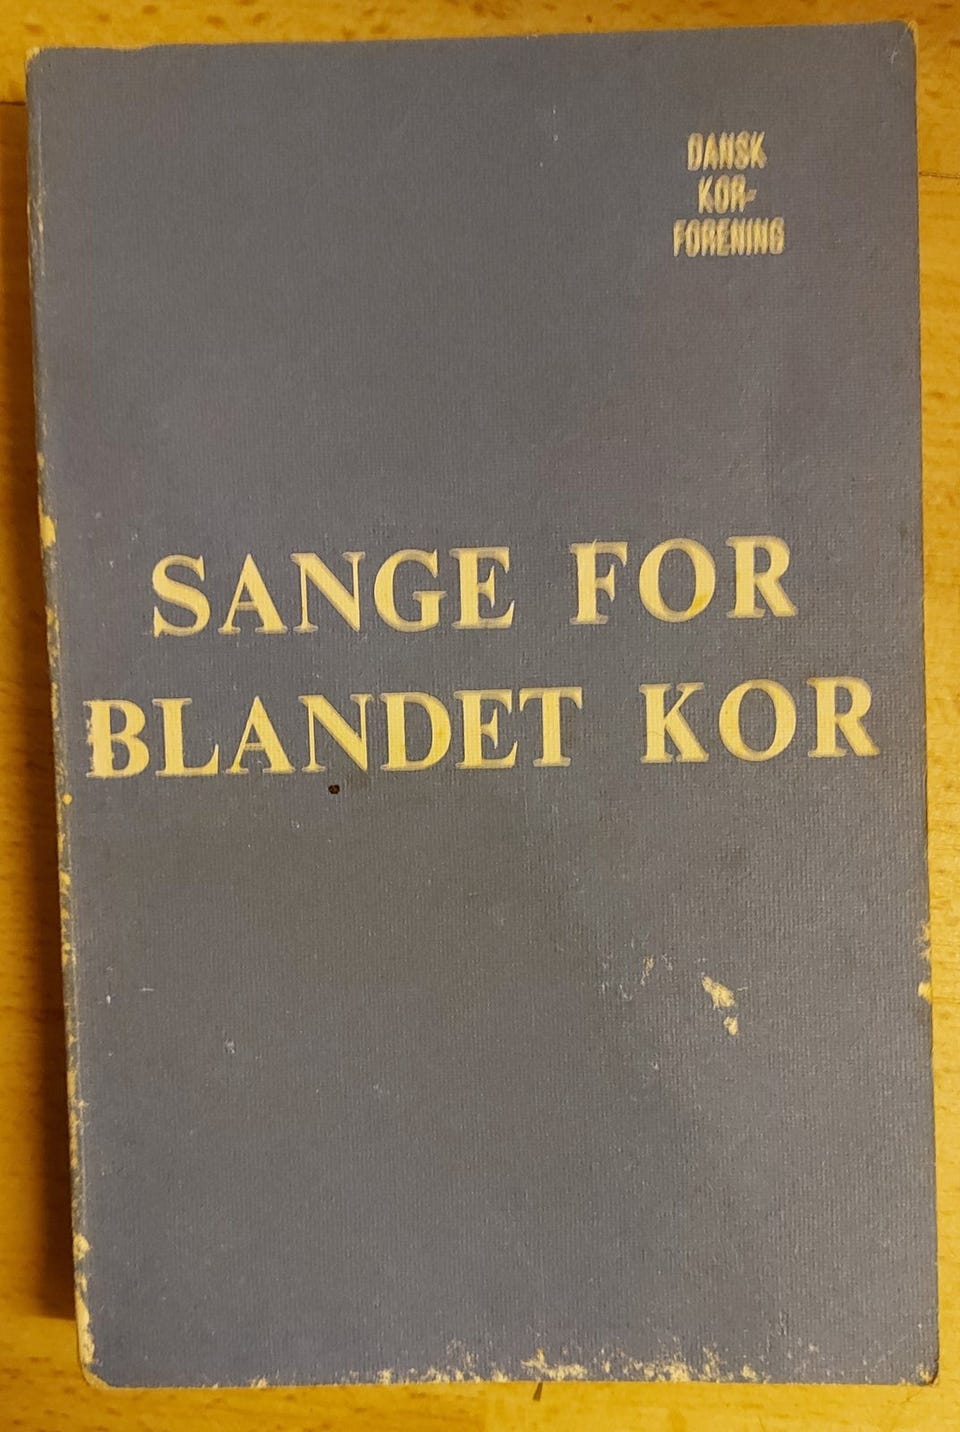 DANSK
KOR-
FORENING
SANGE FOR
BLANDET KOR